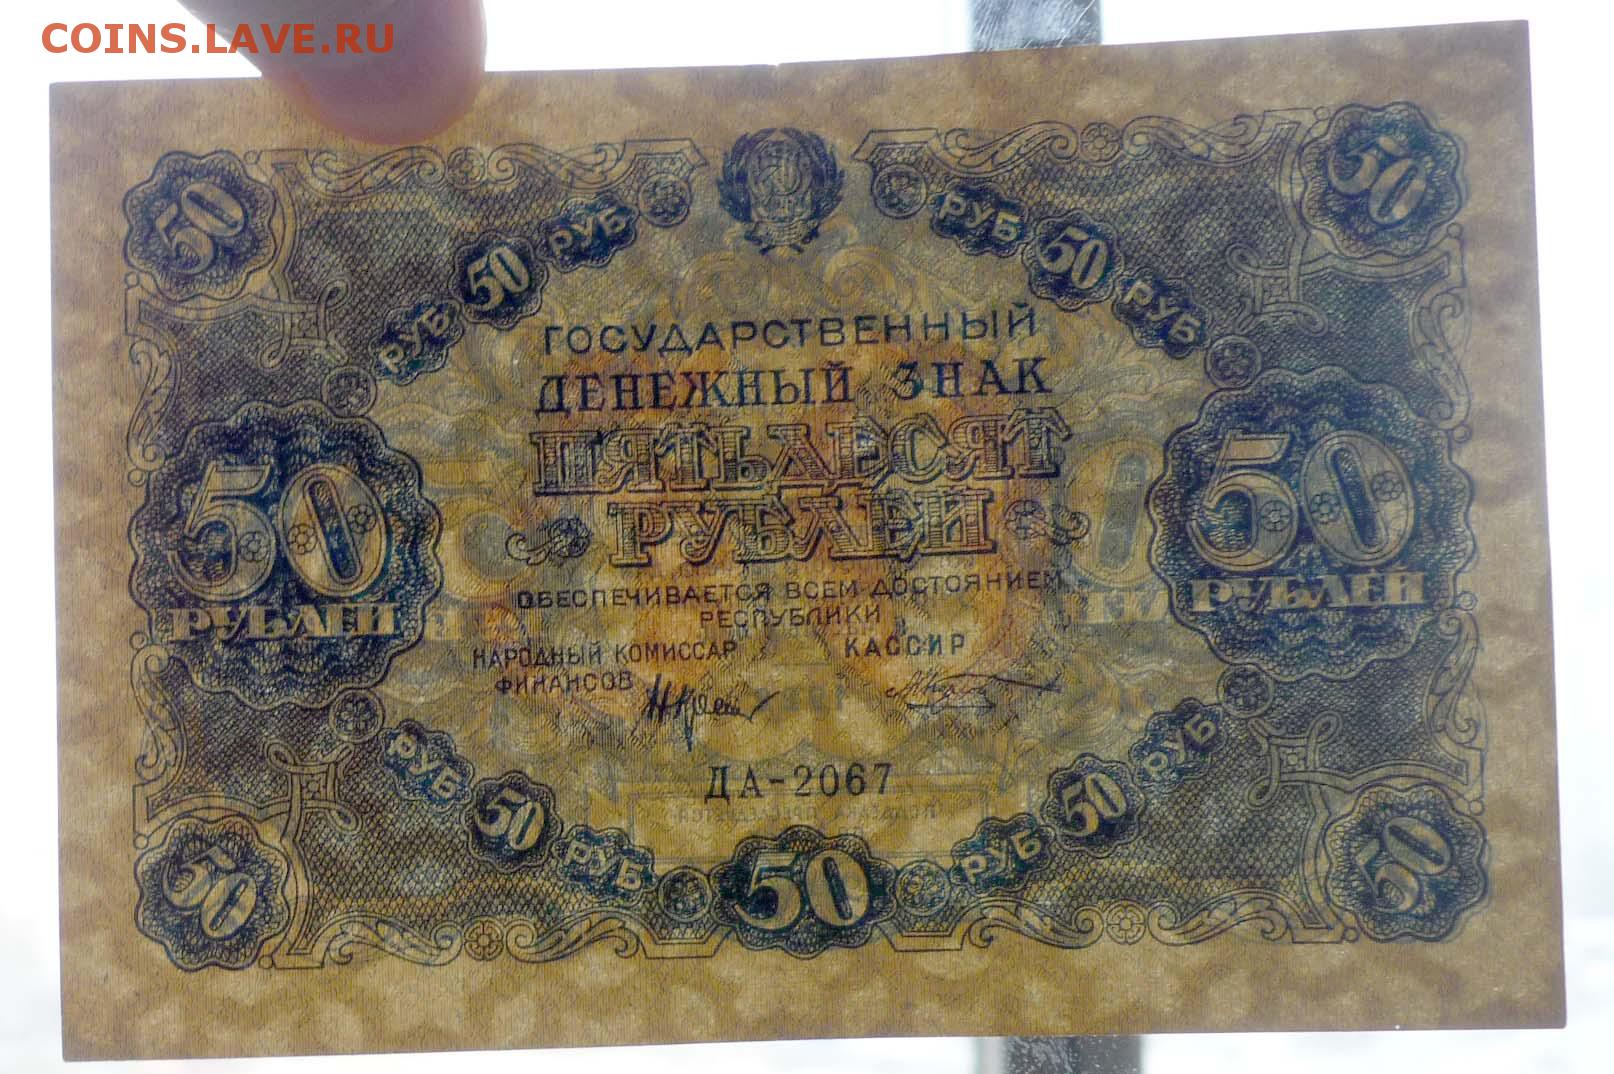 COINS.LAVE.RU
50
50
РУБ 50 РУБ
РУБ 50 РУБ
ГОСУДАРСТВЕННЫЙ
ДЕНЕЖНЫЙ ЗНАК
ПЯТЬДЕСЯТ
РУБЛЕЙ
50
РУБЛЕЙ
50
РУБЛЕЙ
ОБЕСПЕЧИВАЕТСЯ ВСЕМ ДОСТОЯНИЕМ
РЕСПУБЛИКИ
НАРОДНЫЙ КОМИССАР
ФИНАНСОВ
КАССИР
ДА-2067
РУБ 50 РУБ
50
РУБ 50 РУБ
50
50